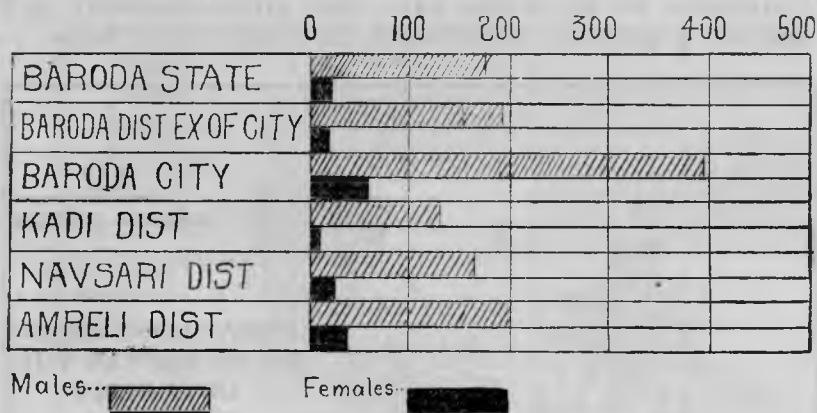 0 100 200 300 400 500
BARODA STATE
BARODA DIST EX OF CITY
BARODA CITY
KADI DIST
NAVSARI DIST
AMRELI DIST
Males... Females..